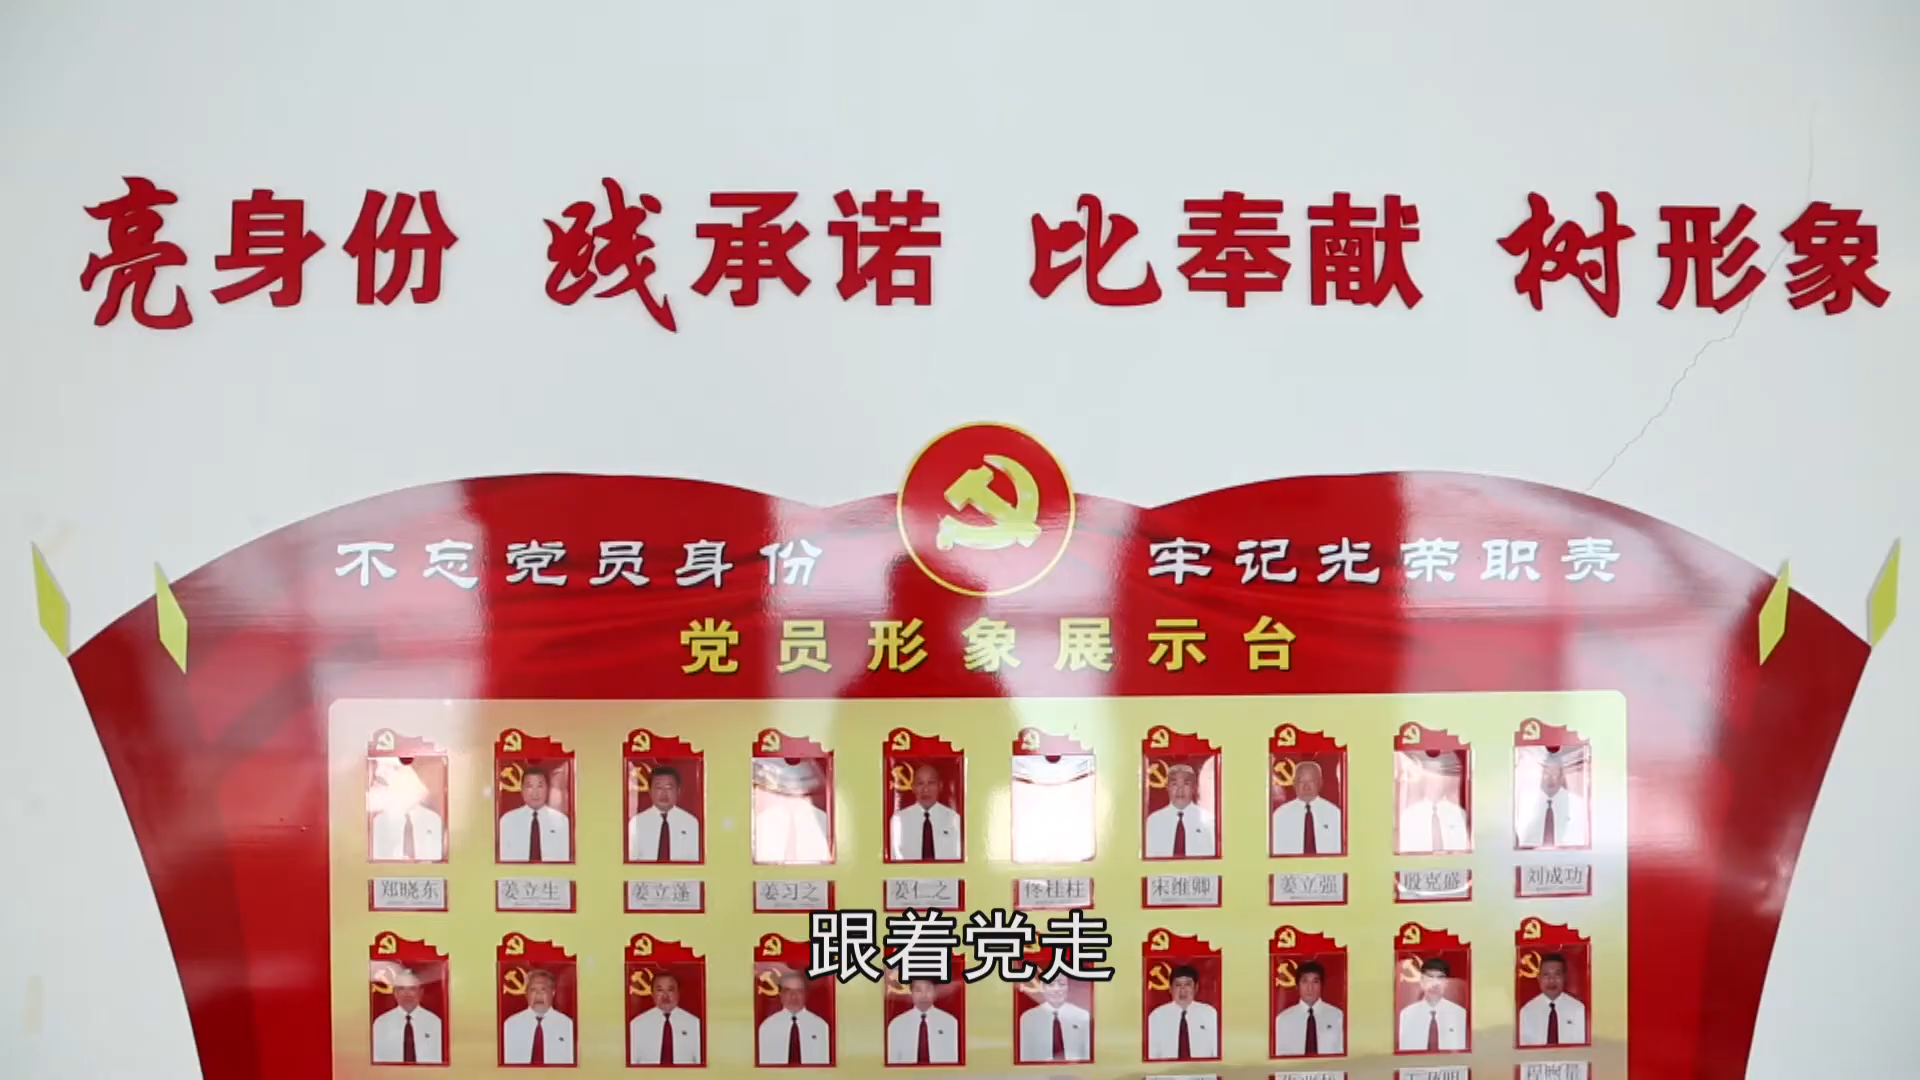 亮身份 践承诺 比奉献 树形象
不忘党员身份 牢记光荣职责
党员形象展示台
郑晓东 姜立生 姜立蓬 姜习之 姜仁之 佟桂柱 宋维卿 姜立强 殷克盛 刘成功
跟着党走